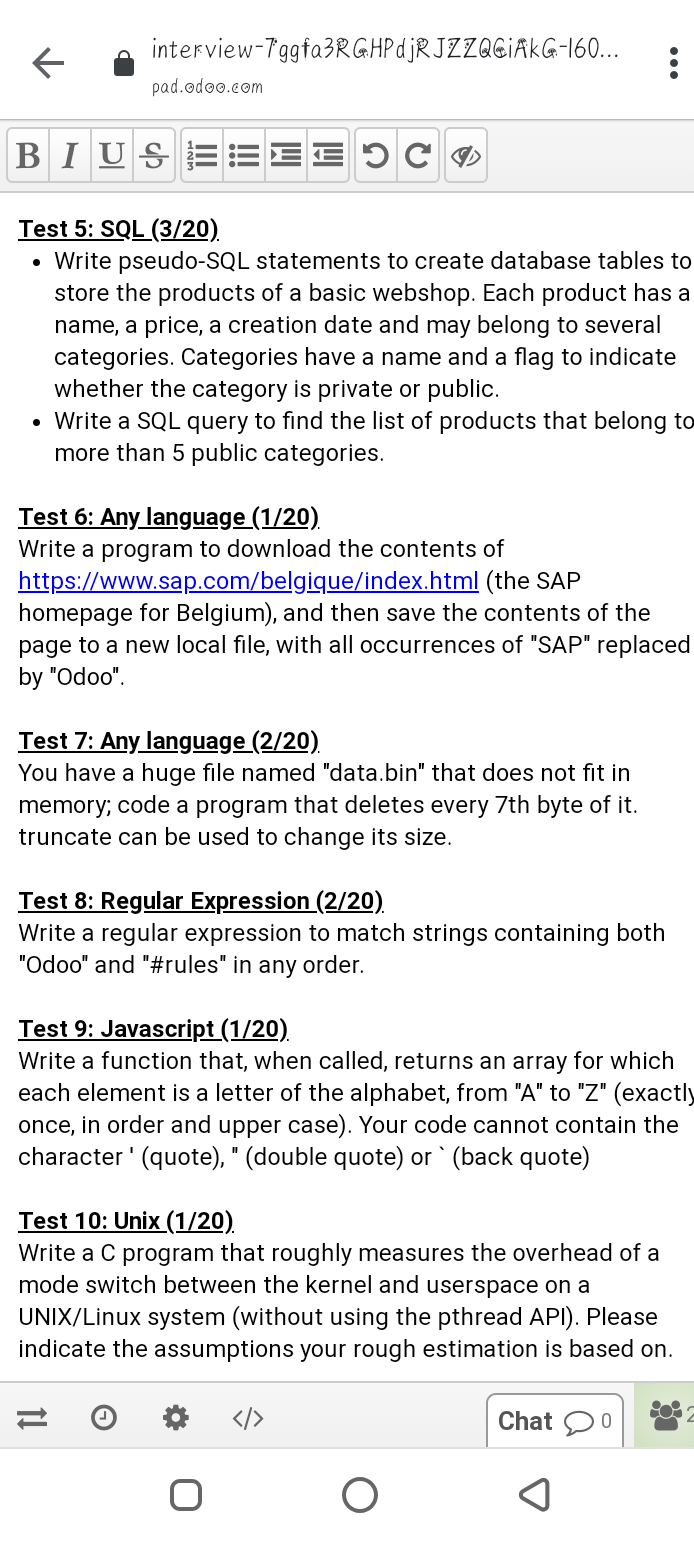 interview-7ggfa3RGHPdjRJZZQGiAkG-160...
pad.odoo.com
B I U S
Test 5: SQL (3/20)
• Write pseudo-SQL statements to create database tables to
store the products of a basic webshop. Each product has a
name, a price, a creation date and may belong to several
categories. Categories have a name and a flag to indicate
whether the category is private or public.
• Write a SQL query to find the list of products that belong to
more than 5 public categories.
Test 6: Any language (1/20)
Write a program to download the contents of
https://www.sap.com/belgique/index.html (the SAP
homepage for Belgium), and then save the contents of the
page to a new local file, with all occurrences of "SAP" replaced
by "Odoo".
Test 7: Any language (2/20)
You have a huge file named "data.bin" that does not fit in
memory; code a program that deletes every 7th byte of it.
truncate can be used to change its size.
Test 8: Regular Expression (2/20)
Write a regular expression to match strings containing both
"Odoo" and "#rules" in any order.
Test 9: Javascript (1/20)
Write a function that, when called, returns an array for which
each element is a letter of the alphabet, from "A" to "Z" (exactly
once, in order and upper case). Your code cannot contain the
character ' (quote), " (double quote) or ` (back quote)
Test 10: Unix (1/20)
Write a C program that roughly measures the overhead of a
mode switch between the kernel and userspace on a
UNIX/Linux system (without using the pthread API). Please
indicate the assumptions your rough estimation is based on.
</> Chat 0 2